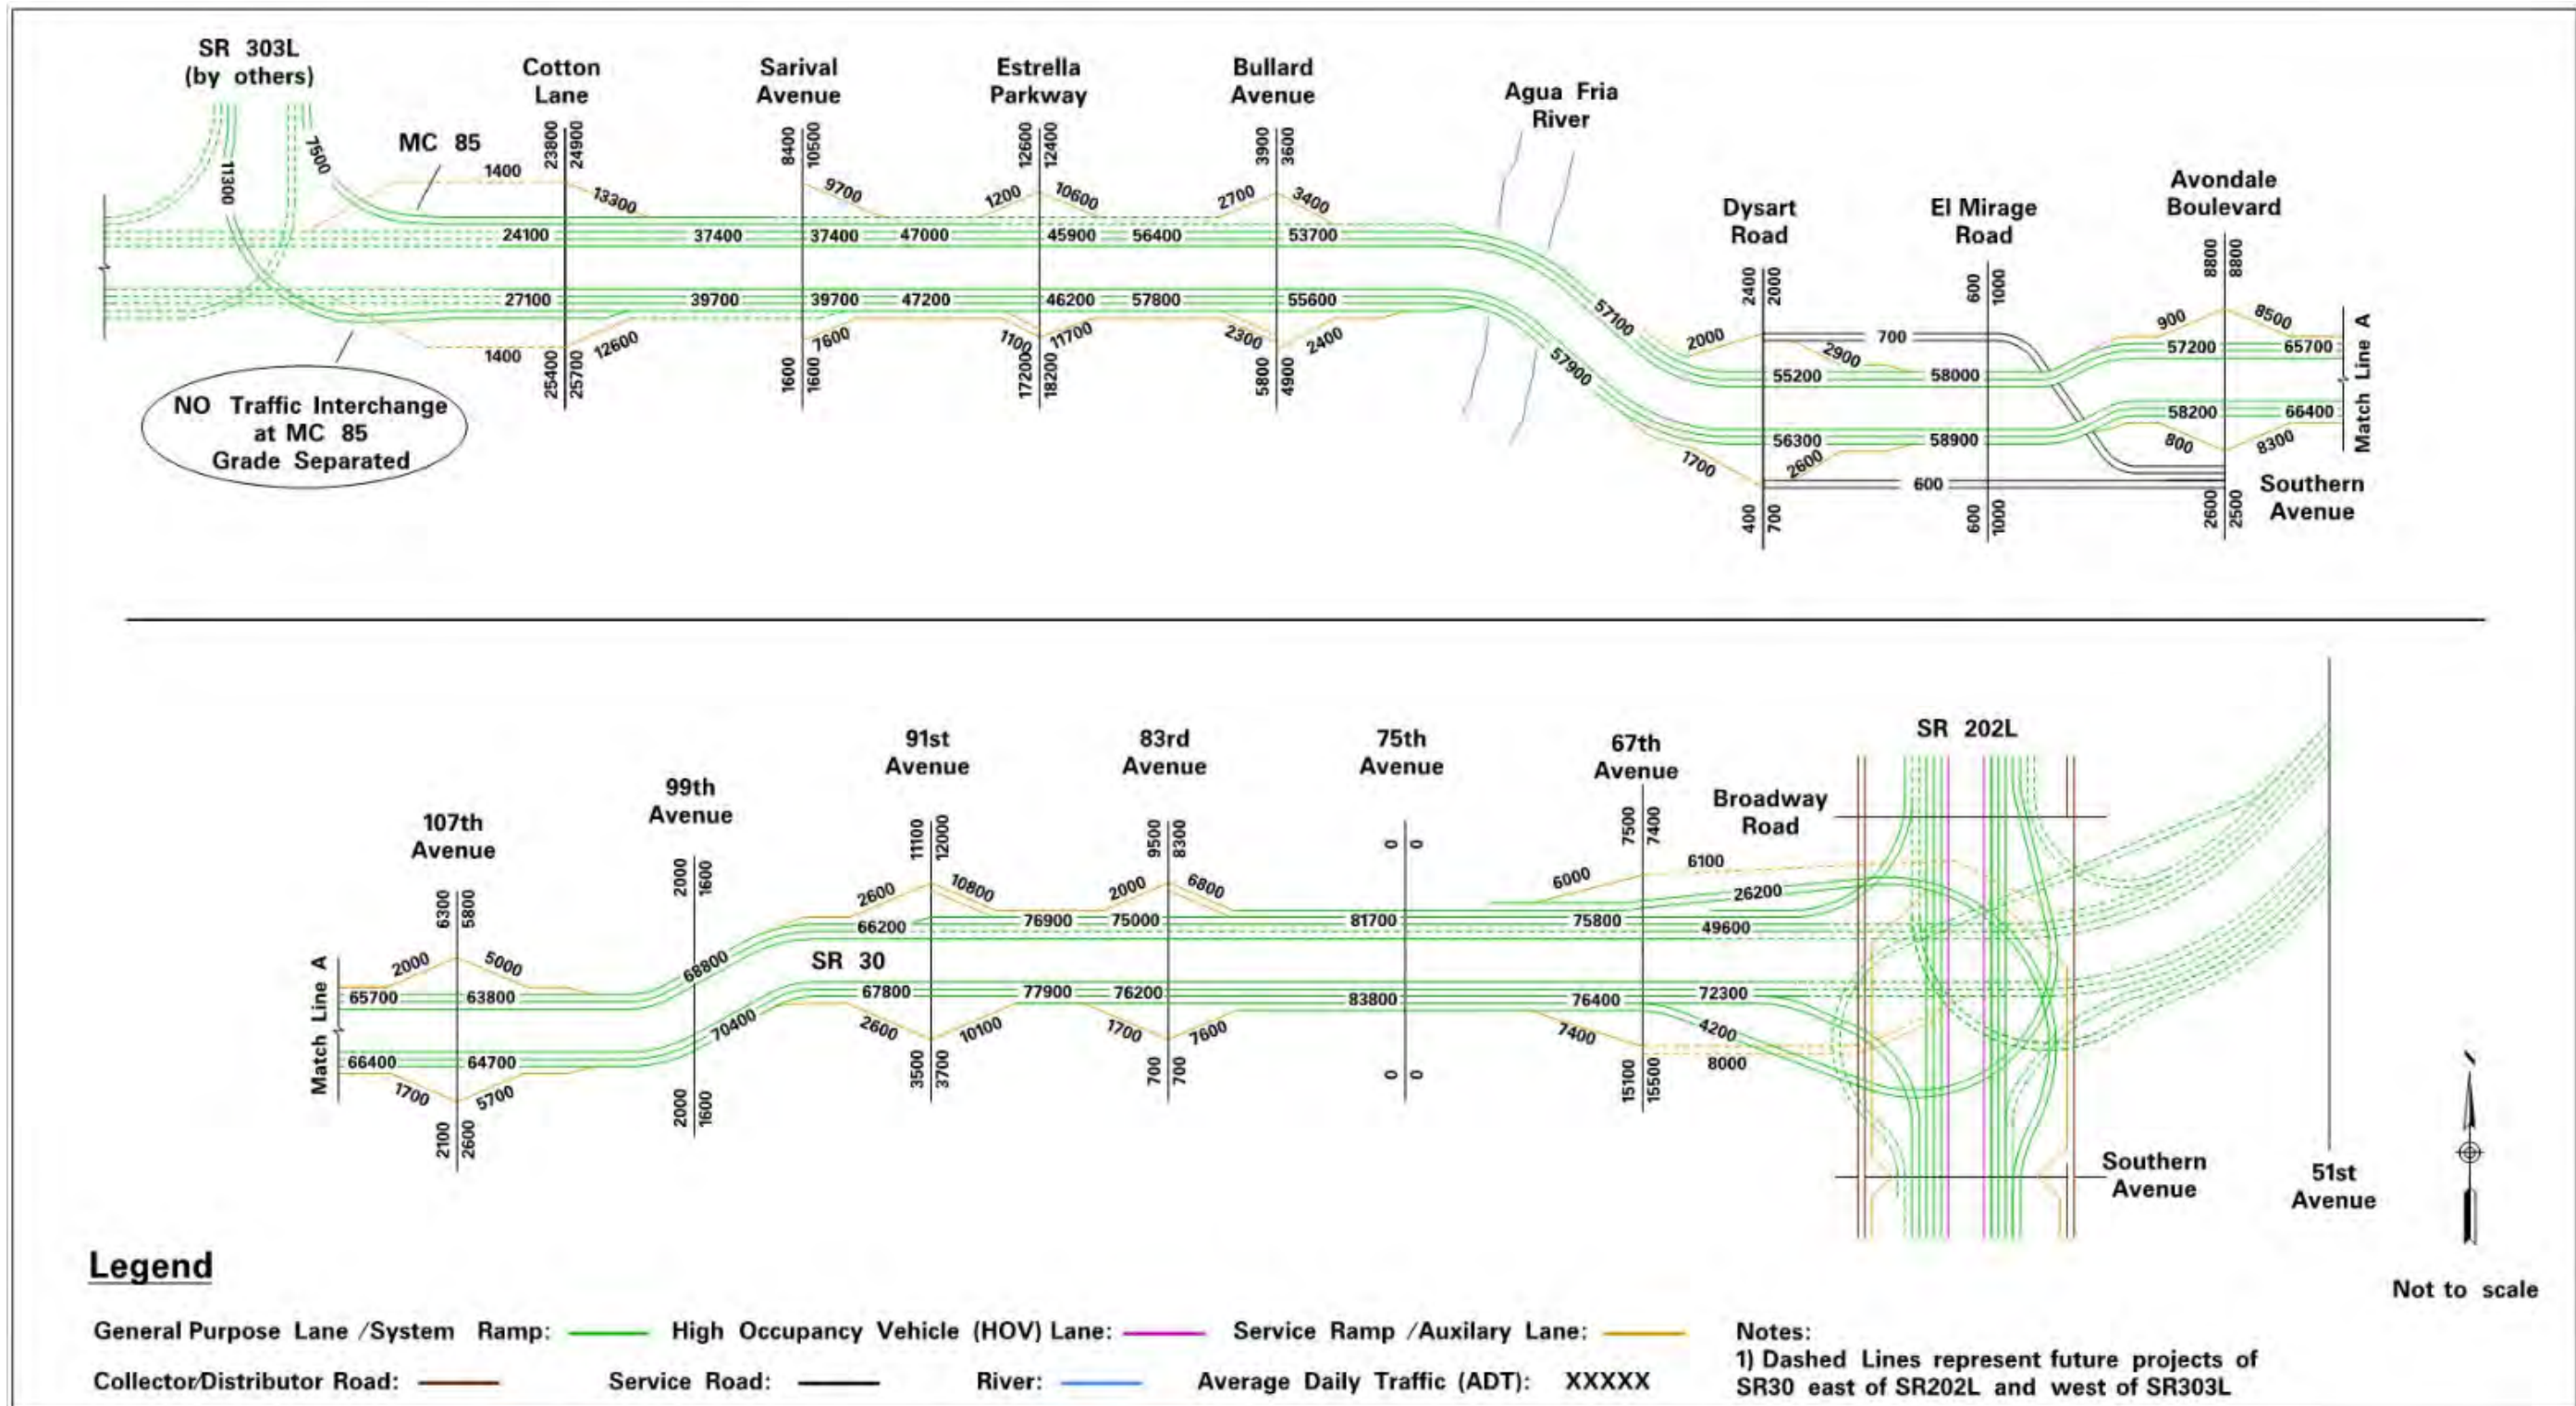 SR 303L
(by others)
MC 85
7500
11300
1400
Cotton
Lane
23800
24900
13300
Sarival
Avenue
8400
10500
9700
Estrella
Parkway
12600
12400
1200
10600
Bullard
Avenue
3900
3600
2700
3400
Agua Fria
River
Dysart
Road
2400
2000
El Mirage
Road
600
1000
Avondale
Boulevard
8800
8800
24100
37400
37400
47000
45900
56400
53700
57100
2000
700
2900
55200
58000
900
8500
57200
65700
27100
39700
39700
47200
46200
57800
55600
57900
56300
58900
58200
66400
Match Line A
1400
12600
7600
1100
11700
2300
2400
1700
2600
600
800
8300
25400
25700
1600
1600
17200
18200
55800
4900
400
700
600
1000
2600
2500
Southern
Avenue
NO Traffic Interchange
at MC 85
Grade Separated
107th
Avenue
6300
5800
99th
Avenue
2000
1600
91st
Avenue
11100
12000
83rd
Avenue
9500
8300
75th
Avenue
0
0
67th
Avenue
7500
7400
SR 202L
Broadway
Road
Match Line A
2000
5000
65700
63800
68800
2600
10800
66200
76900
2000
6800
75000
81700
6000
75800
6100
26200
49600
SR 30
66400
64700
70400
67800
77900
76200
83800
76400
72300
1700
5700
2600
10100
1700
7600
7400
4200
8000
2100
2600
2000
1600
3500
3700
700
700
0
0
15100
15500
Southern
Avenue
51st
Avenue
N
Not to scale
Legend
General Purpose Lane /System Ramp:
High Occupancy Vehicle (HOV) Lane:
Service Ramp /Auxilary Lane:
Collector/Distributor Road:
Service Road:
River:
Average Daily Traffic (ADT): XXXXX
Notes:
1) Dashed Lines represent future projects of
SR30 east of SR202L and west of SR303L